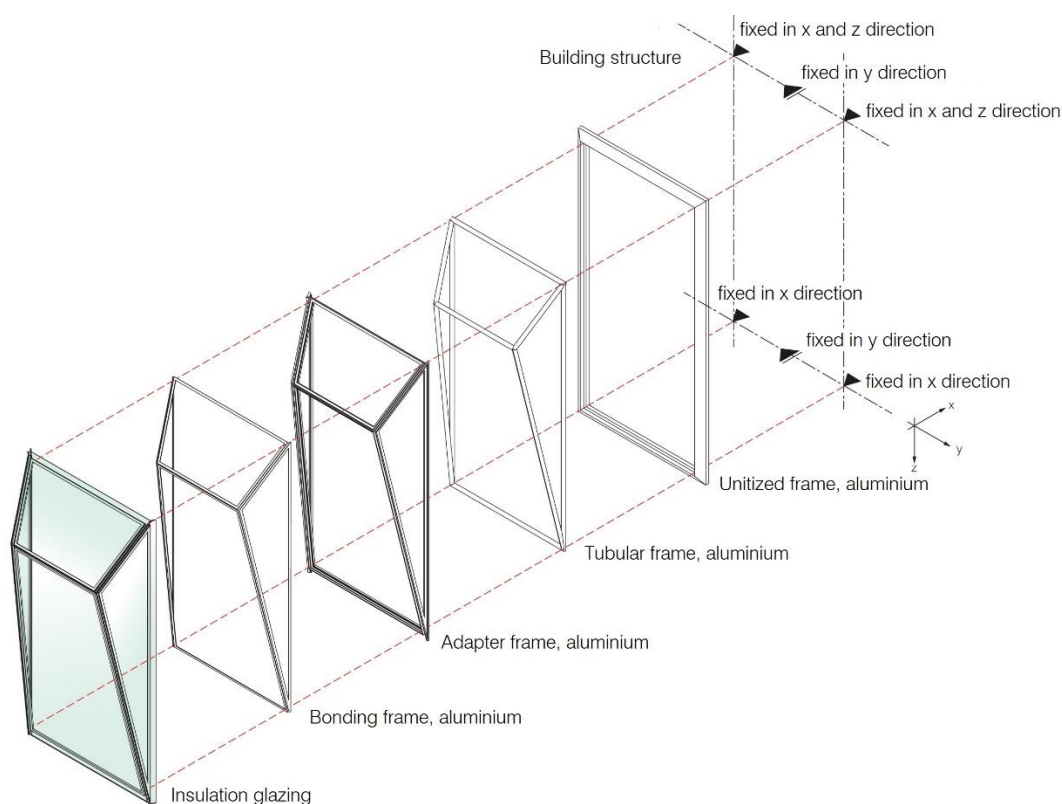 fixed in x and z direction
Building structure
fixed in y direction
fixed in x and z direction
fixed in x direction
fixed in y direction
fixed in x direction
x
y
z
Unitized frame, aluminium
Tubular frame, aluminium
Adapter frame, aluminium
Bonding frame, aluminium
Insulation glazing